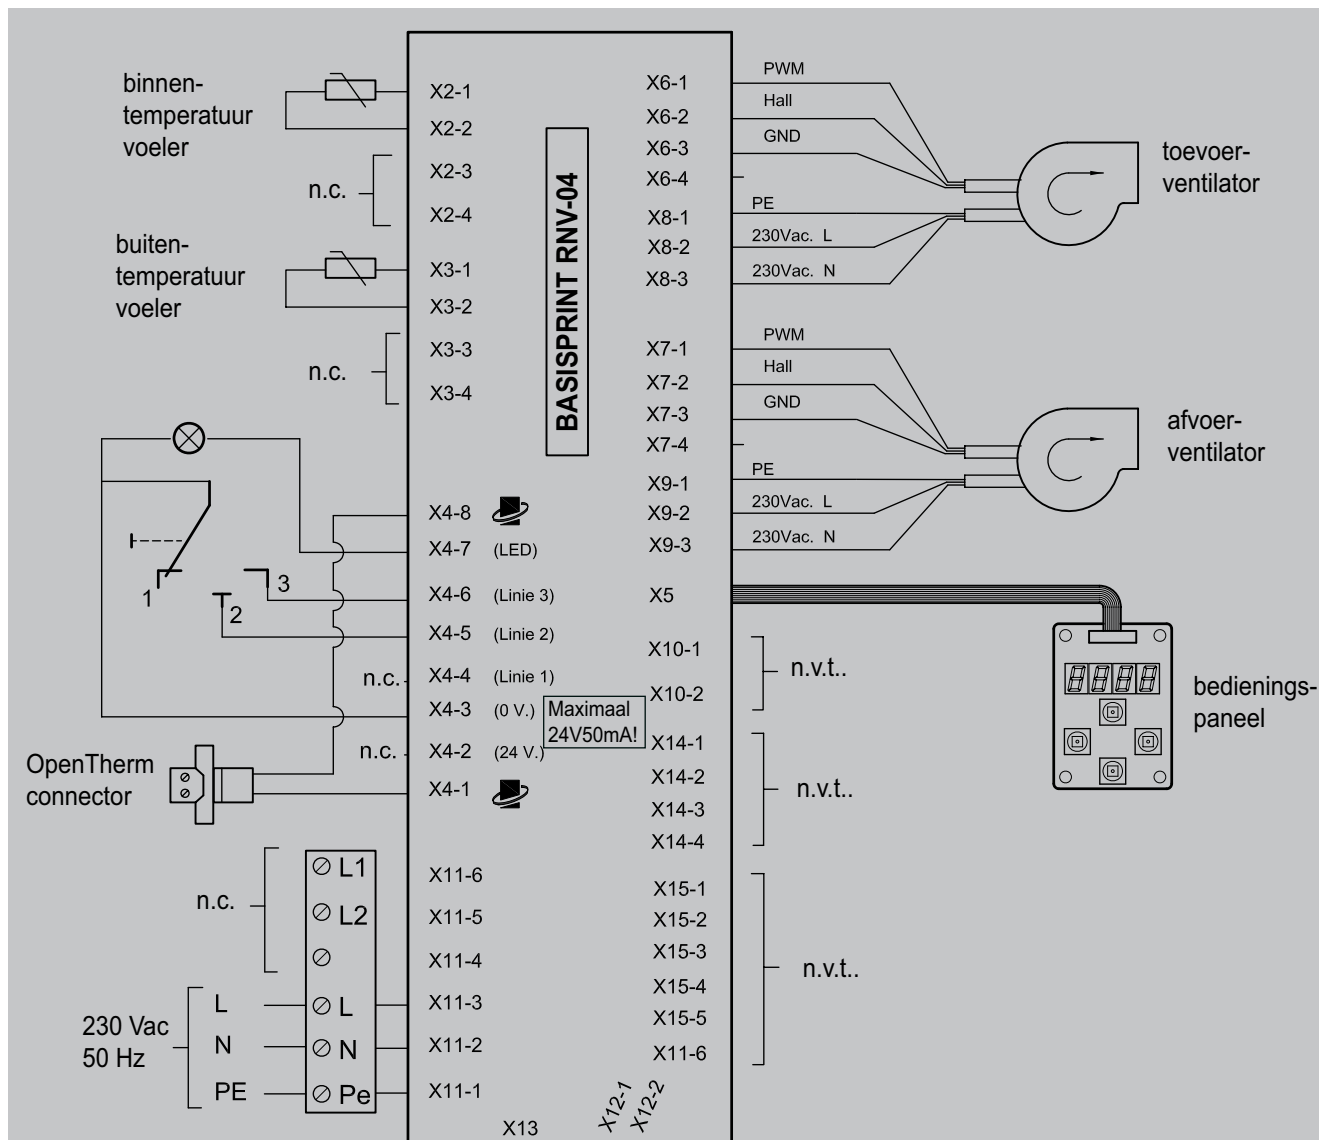 binnen-
temperatuur
voeler
X2-1
X2-2
n.c.
X2-3
X2-4
buiten-
temperatuur
voeler
X3-1
X3-2
n.c.
X3-3
X3-4
BASISPRINT RNV-04
X4-8
X4-7 (LED)
X4-6 (Linie 3)
X4-5 (Linie 2)
n.c. X4-4 (Linie 1)
X4-3 (0 V.)
n.c. X4-2 (24 V.)
X4-1
Maximaal
24V50mA!
1
2
3
OpenTherm
connector
n.c.
L1
L2
X11-6
X11-5
X11-4
230 Vac
50 Hz
L L X11-3
N N X11-2
PE Pe X11-1
X13
X12-1
X12-2
X6-1 PWM
X6-2 Hall
X6-3 GND
X6-4
X8-1 PE
X8-2 230Vac. L
X8-3 230Vac. N
toevoer-
ventilator
X7-1 PWM
X7-2 Hall
X7-3 GND
X7-4
X9-1 PE
X9-2 230Vac. L
X9-3 230Vac. N
afvoer-
ventilator
X5
8888
bedienings-
paneel
X10-1
X10-2
n.v.t..
X14-1
X14-2
X14-3
X14-4
n.v.t..
X15-1
X15-2
X15-3
X15-4
X15-5
X11-6
n.v.t..